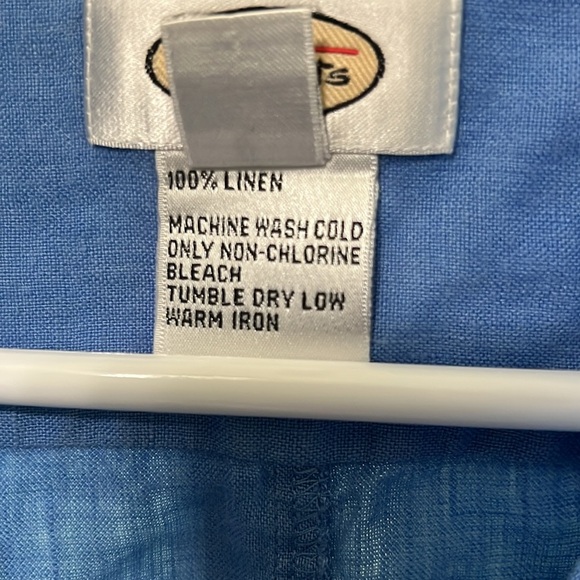 100% LINEN
MACHINE WASH COLD
ONLY NON-CHLORINE
BLEACH
TUMBLE DRY LOW
WARM IRON